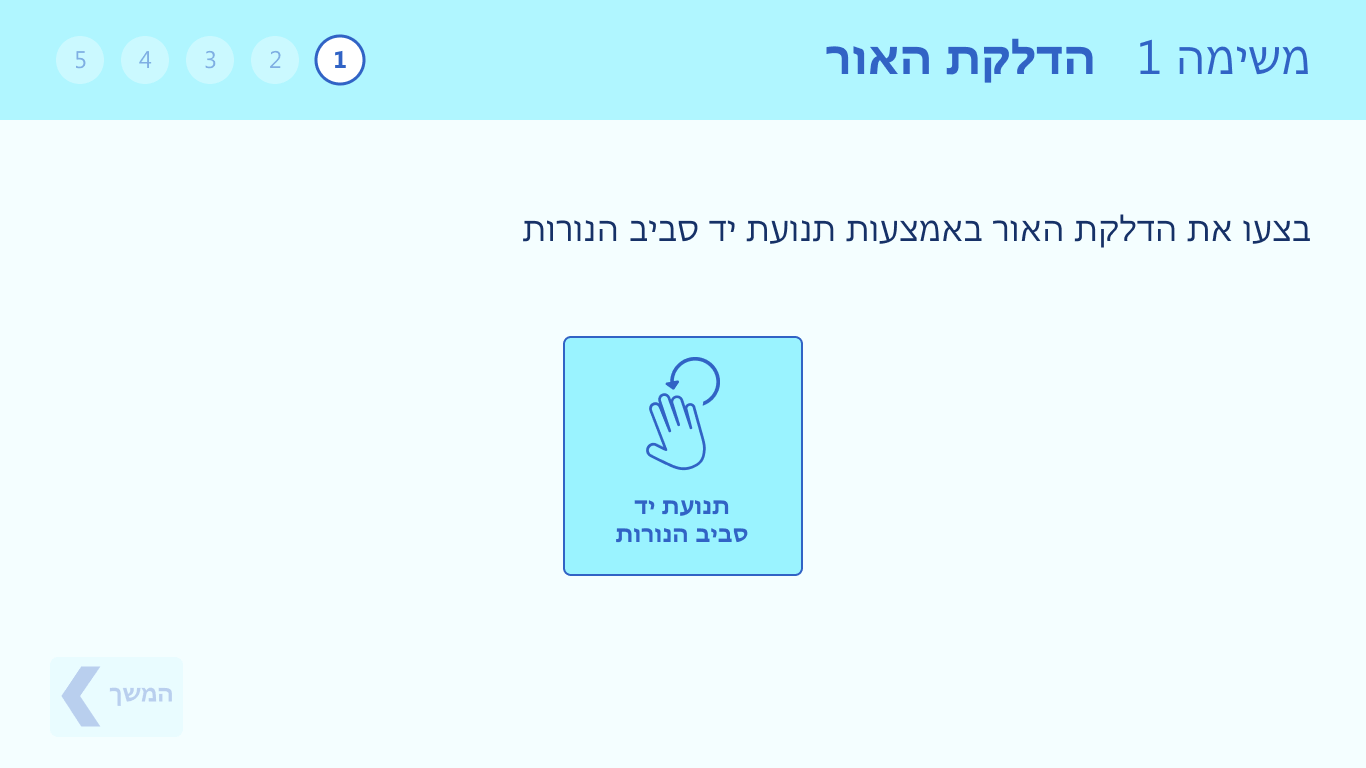 משימה 1 הדלקת האור
1 2 3 4 5
בצעו את הדלקת האור באמצעות תנועת יד סביב הנורות
תנועת יד
סביב הנורות
המשך